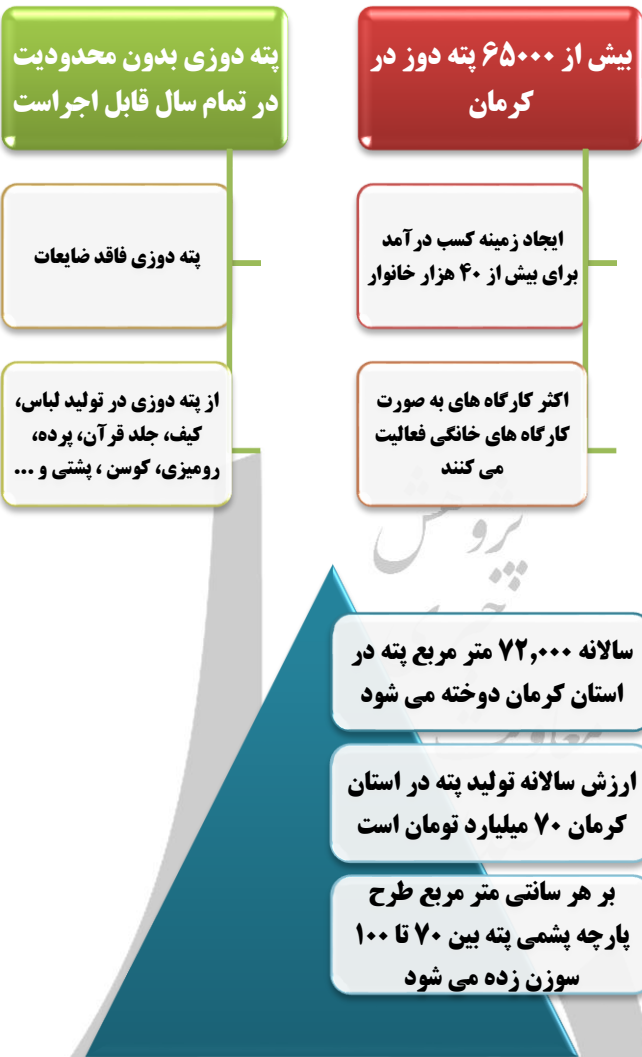 بیش از ۶۵۰۰۰ پته دوز در
کرمان
ایجاد زمینه کسب درآمد
برای بیش از ۴۰ هزار خانوار
اکثر کارگاه های به صورت
کارگاه های خانگی فعالیت
می کنند
پته دوزی بدون محدودیت
در تمام سال قابل اجراست
پته دوزی فاقد ضایعات
از پته دوزی در تولید لباس،
کیف، جلد قرآن، پرده،
رومیزی، کوسن ، پشتی و ...
پژوهش
سالانه ۷۲,۰۰۰ متر مربع پته در
استان کرمان دوخته می شود
ارزش سالانه تولید پته در استان
کرمان ۷۰ میلیارد تومان است
بر هر سانتی متر مربع طرح
پارچه پشمی پته بین ۷۰ تا ۱۰۰
سوزن زده می شود